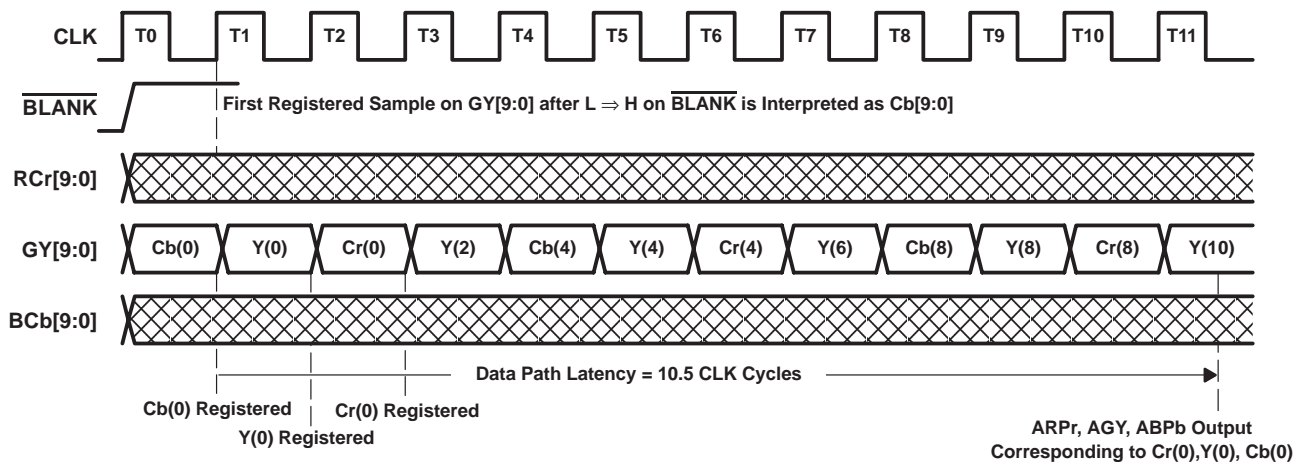 CLK T0 T1 T2 T3 T4 T5 T6 T7 T8 T9 T10 T11
BLANK
First Registered Sample on GY[9:0] after L ⇒ H on BLANK is Interpreted as Cb[9:0]
RCr[9:0]
GY[9:0] Cb(0) Y(0) Cr(0) Y(2) Cb(4) Y(4) Cr(4) Y(6) Cb(8) Y(8) Cr(8) Y(10)
BCb[9:0]
Data Path Latency = 10.5 CLK Cycles
Cb(0) Registered
Cr(0) Registered
Y(0) Registered
ARPr, AGY, ABPb Output
Corresponding to Cr(0),Y(0), Cb(0)